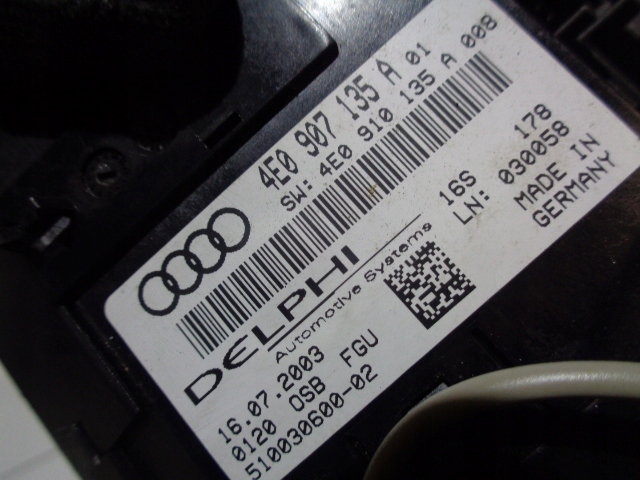 4E0 907 135 A 01
SW: 4E0 910 135 A 008
DELPHI
Automotive Systems
16S 178
LN: 030058
MADE IN
GERMANY
16.07.2003
0120 OSB FGU
510030600-02